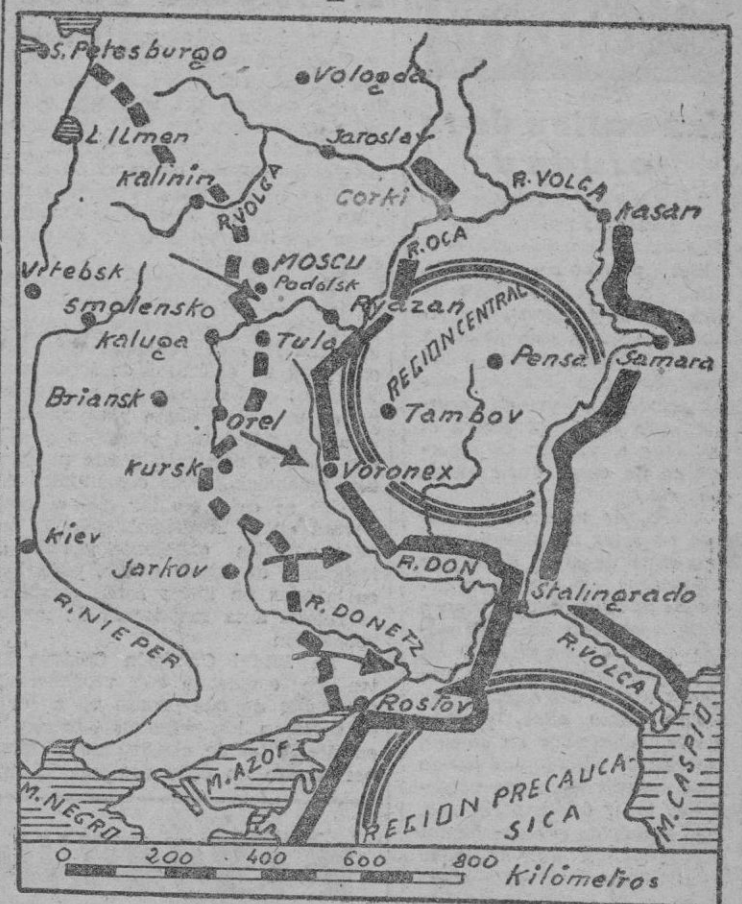 S. Petesburgo
Vologda
L. Ilmen
Jaroslav
Kalinin
R. VOLGA
R. VOLGA
Gorki
Kasan
R. OCA
MOSCU
Podolsk
Vitebsk
Smolensko
Ryazan
REGION CENTRAL
Kaluga
Tula
Pensa
Samara
Briansk
Tambov
Orel
Kursk
Voronex
Kiev
Jarkov
R. DON
Stalingrado
R. NIEPER
R. DONETZ
R. VOLGA
Rostov
M. AZOF
M. NEGRO
M. CASPIO
REGION PRECAUCA-
SICA
0 200 400 600 800
Kilómetros